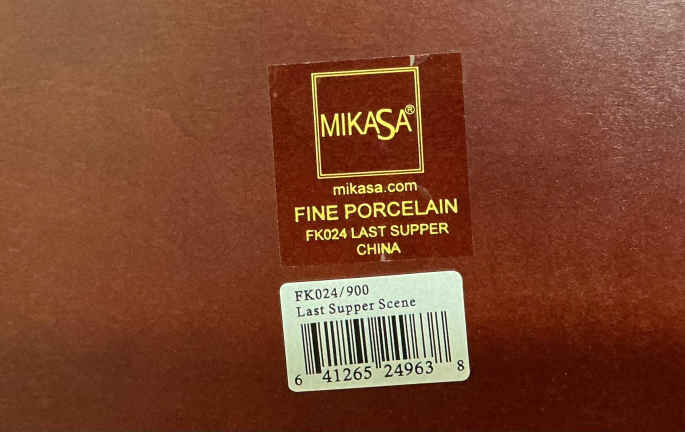 MIKASA®
mikasa.com
FINE PORCELAIN
FK024 LAST SUPPER
CHINA
FK024/900
Last Supper Scene
6 41265 24963 8